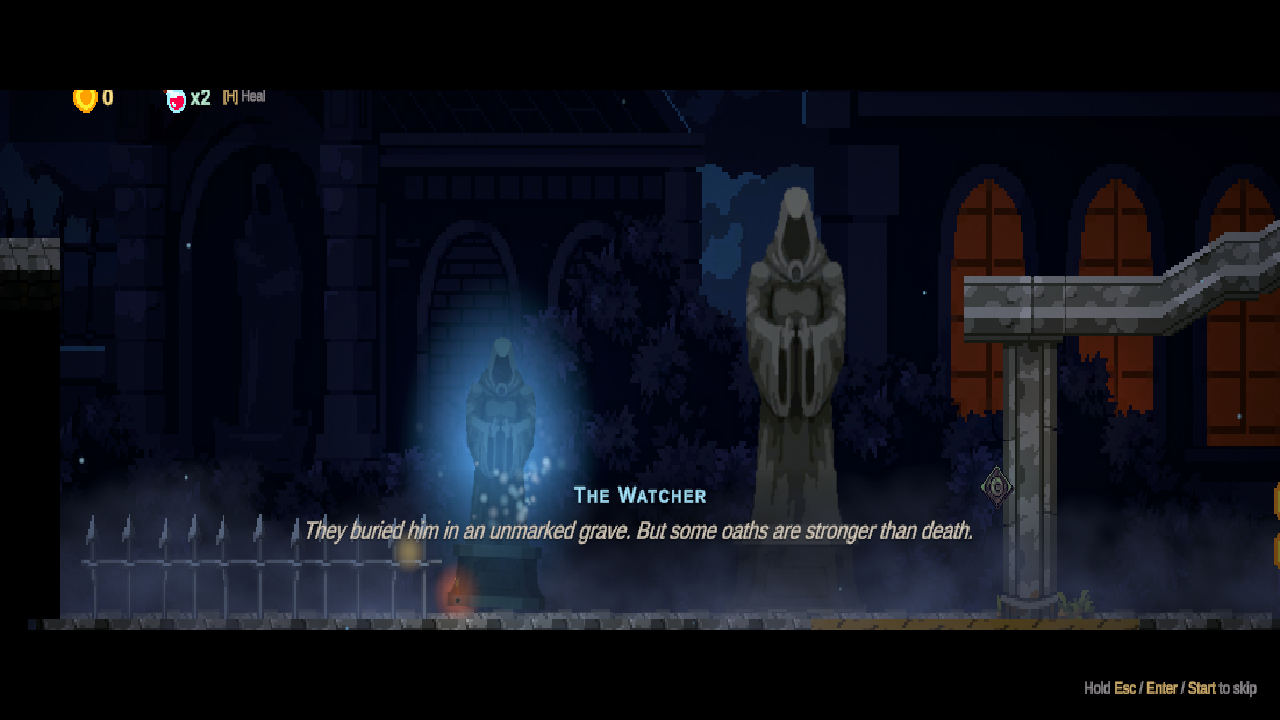 0
x2
[H] Heal
The Watcher
They buried him in an unmarked grave. But some oaths are stronger than death.
Hold Esc / Enter / Start to skip